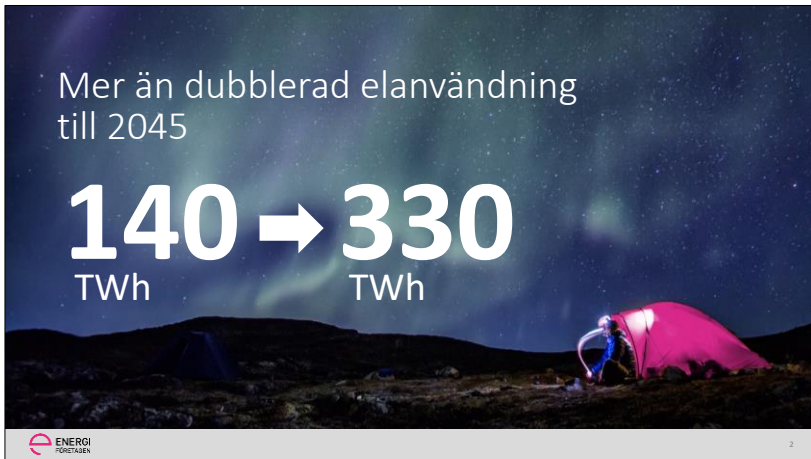 Mer än dubblerad elanvändning
till 2045
140 ➡ 330
TWh TWh
ENERGI
FÖRETAGEN
2